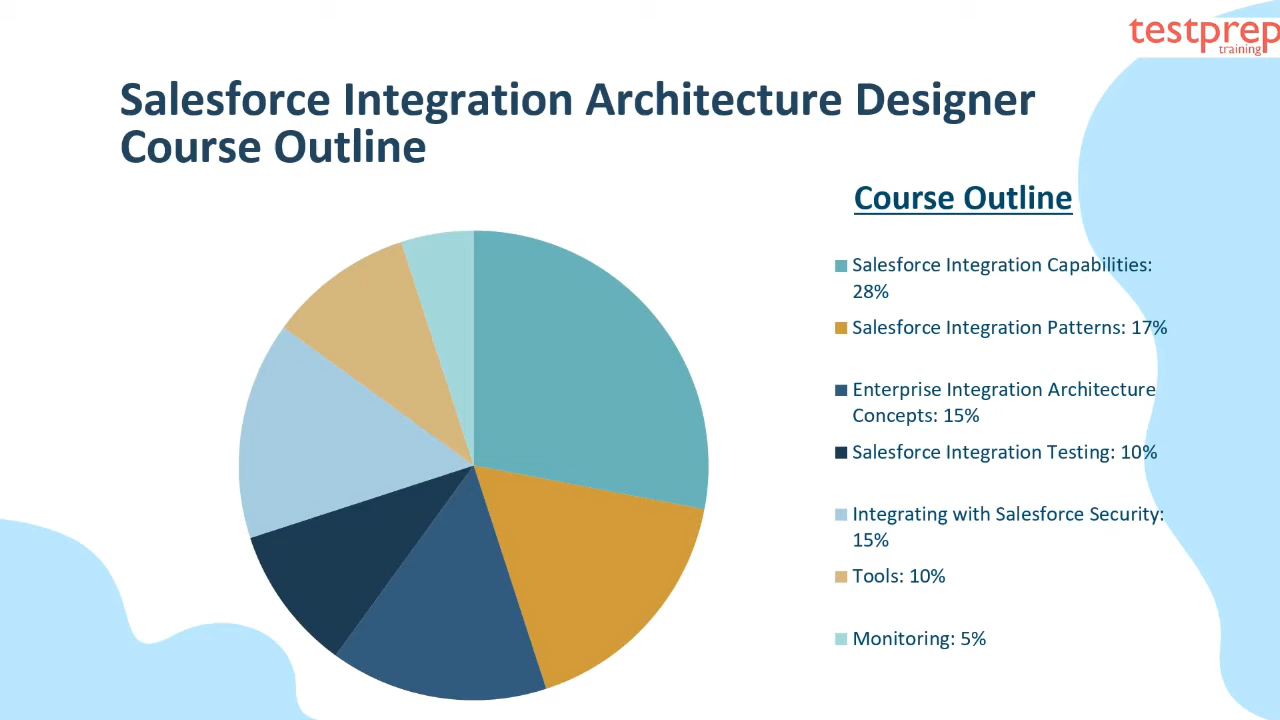 testprep
training
Salesforce Integration Architecture Designer
Course Outline
Course Outline
Salesforce Integration Capabilities:
28%
Salesforce Integration Patterns: 17%
Enterprise Integration Architecture
Concepts: 15%
Salesforce Integration Testing: 10%
Integrating with Salesforce Security:
15%
Tools: 10%
Monitoring: 5%